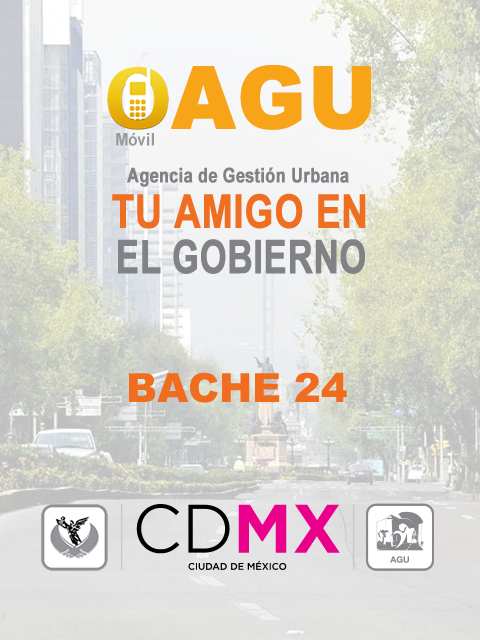 AGU
Móvil
Agencia de Gestión Urbana
TU AMIGO EN
EL GOBIERNO
BACHE 24
CDMX
CIUDAD DE MÉXICO
AGU